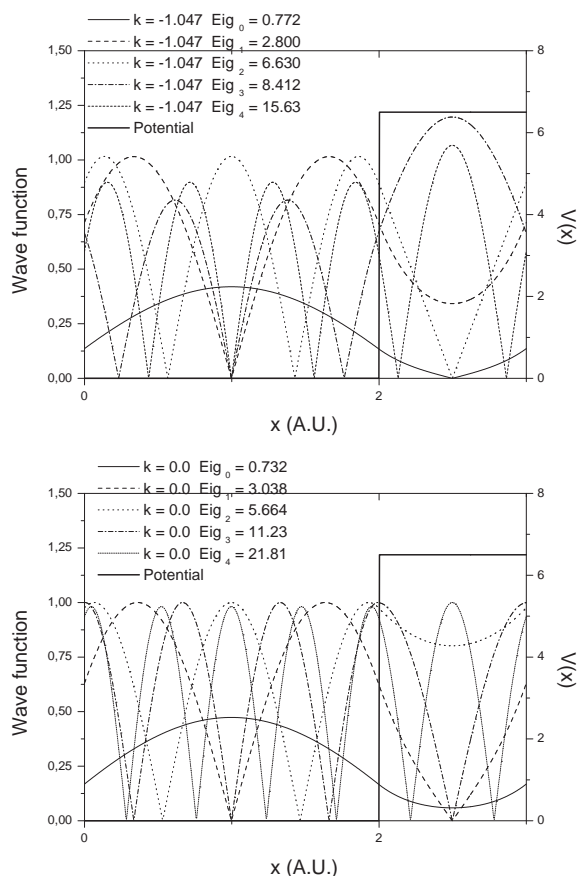 k = -1.047 Eig 0 = 0.772
k = -1.047 Eig 1 = 2.800
k = -1.047 Eig 2 = 6.630
k = -1.047 Eig 3 = 8.412
k = -1.047 Eig 4 = 15.63
Potential
1,50
1,25
1,00
0,75
0,50
0,25
0,00
Wave function
8
6
4
2
0
V(x)
0
2
x (A.U.)
k = 0.0 Eig 0 = 0.732
k = 0.0 Eig 1 = 3.038
k = 0.0 Eig 2 = 5.664
k = 0.0 Eig 3 = 11.23
k = 0.0 Eig 4 = 21.81
Potential
1,50
1,25
1,00
0,75
0,50
0,25
0,00
Wave function
8
6
4
2
0
V(x)
0
2
x (A.U.)